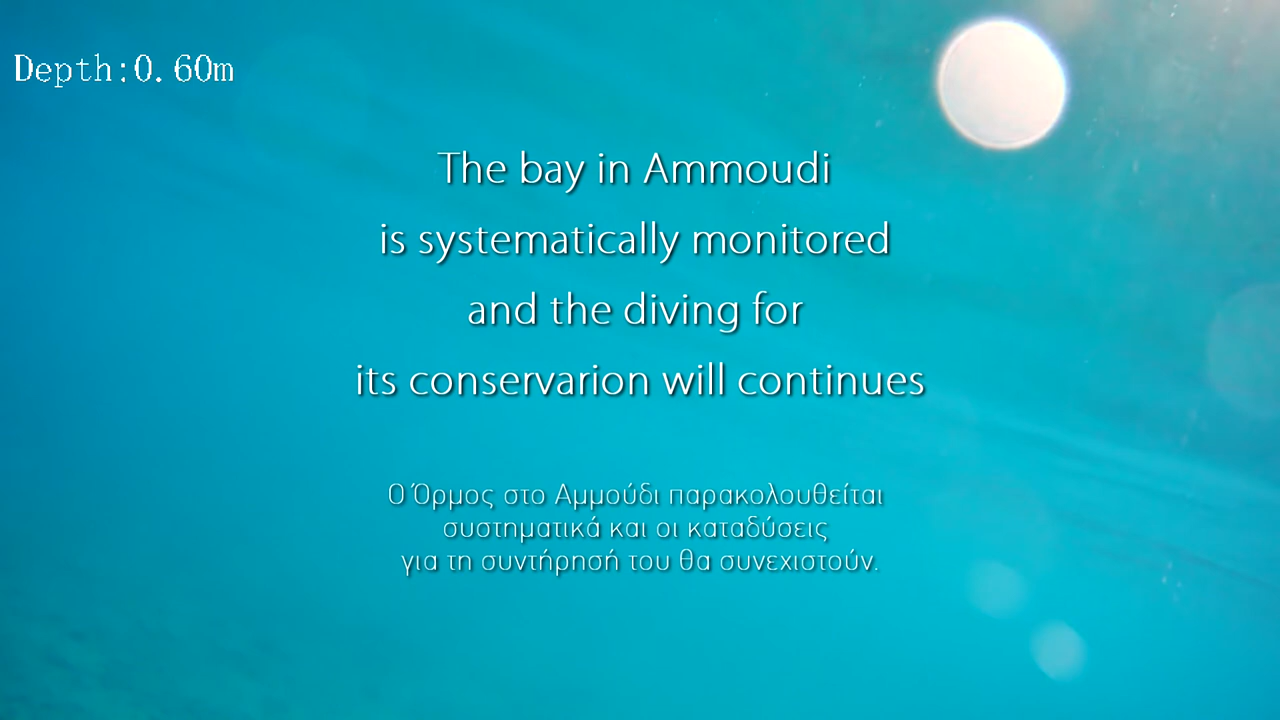 Depth:0.60m
The bay in Ammoudi
is systematically monitored
and the diving for
its conservarion will continues
Ο Όρμος στο Αμμούδι παρακολουθείται
συστηματικά και οι καταδύσεις
για τη συντήρησή του θα συνεχιστούν.